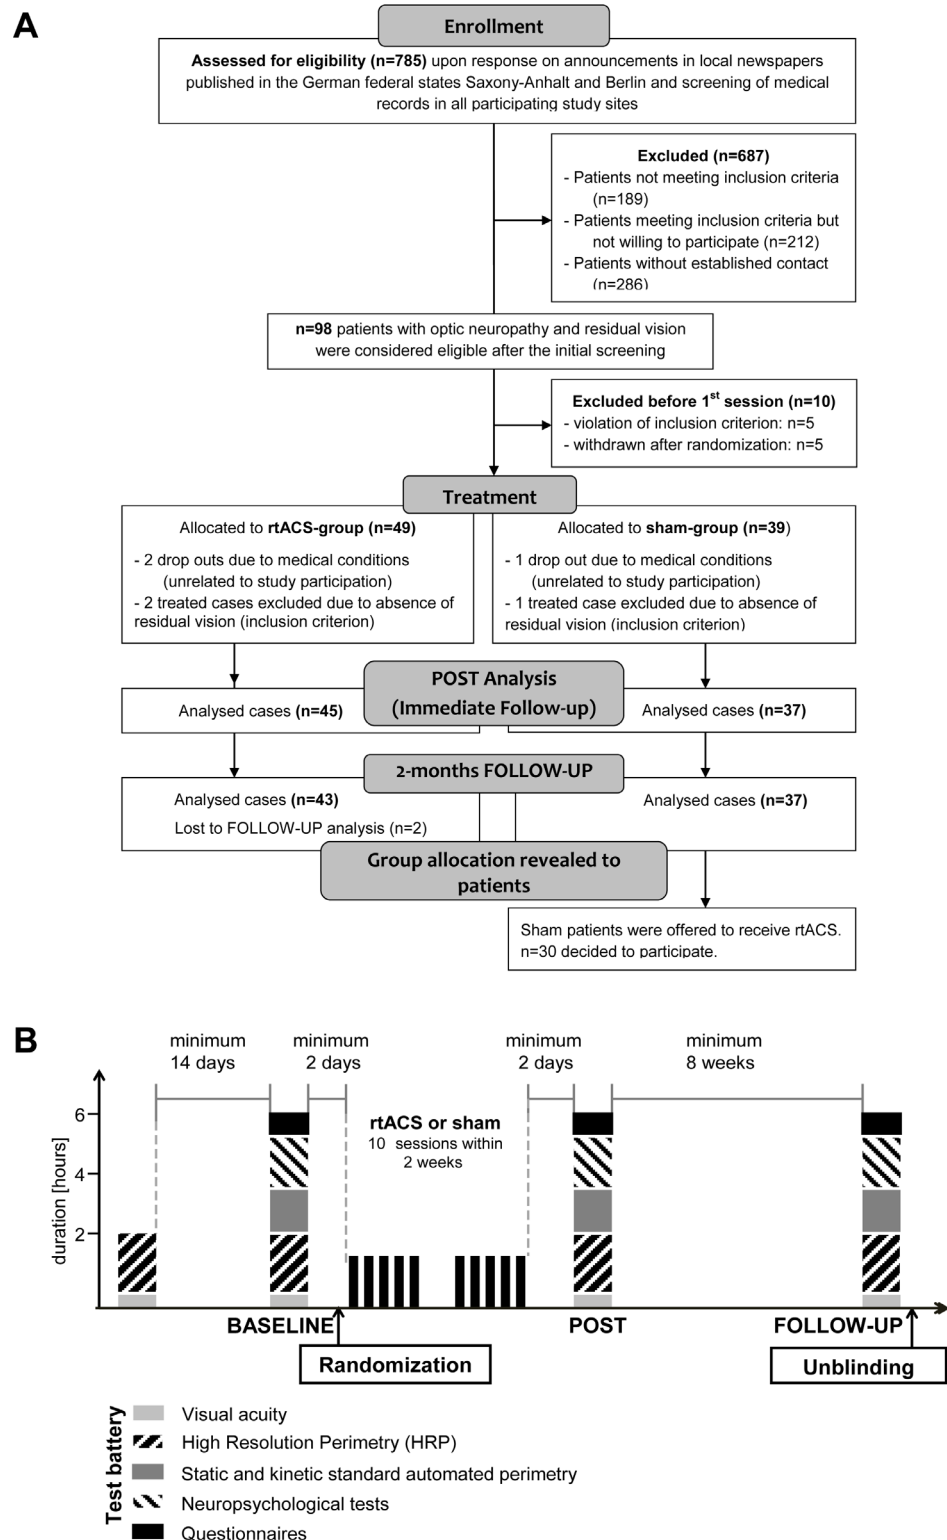 A
Enrollment
Assessed for eligibility (n=785) upon response on announcements in local newspapers
published in the German federal states Saxony-Anhalt and Berlin and screening of medical
records in all participating study sites
Excluded (n=687)
- Patients not meeting inclusion criteria
(n=189)
- Patients meeting inclusion criteria but
not willing to participate (n=212)
- Patients without established contact
(n=286)
n=98 patients with optic neuropathy and residual vision
were considered eligible after the initial screening
Excluded before 1st session (n=10)
- violation of inclusion criterion: n=5
- withdrawn after randomization: n=5
Treatment
Allocated to rtACS-group (n=49)
- 2 drop outs due to medical conditions
(unrelated to study participation)
- 2 treated cases excluded due to absence of
residual vision (inclusion criterion)
Allocated to sham-group (n=39)
- 1 drop out due to medical conditions
(unrelated to study participation)
- 1 treated case excluded due to absence of
residual vision (inclusion criterion)
POST Analysis
(Immediate Follow-up)
Analysed cases (n=45)
Analysed cases (n=37)
2-months FOLLOW-UP
Analysed cases (n=43)
Lost to FOLLOW-UP analysis (n=2)
Analysed cases (n=37)
Group allocation revealed to
patients
Sham patients were offered to receive rtACS.
n=30 decided to participate.
B
minimum
14 days
minimum
2 days
minimum
2 days
minimum
8 weeks
duration [hours]
6
4
2
rtACS or sham
10 sessions within
2 weeks
BASELINE
POST
FOLLOW-UP
Randomization
Unblinding
Test battery
Visual acuity
High Resolution Perimetry (HRP)
Static and kinetic standard automated perimetry
Neuropsychological tests
Questionnaires